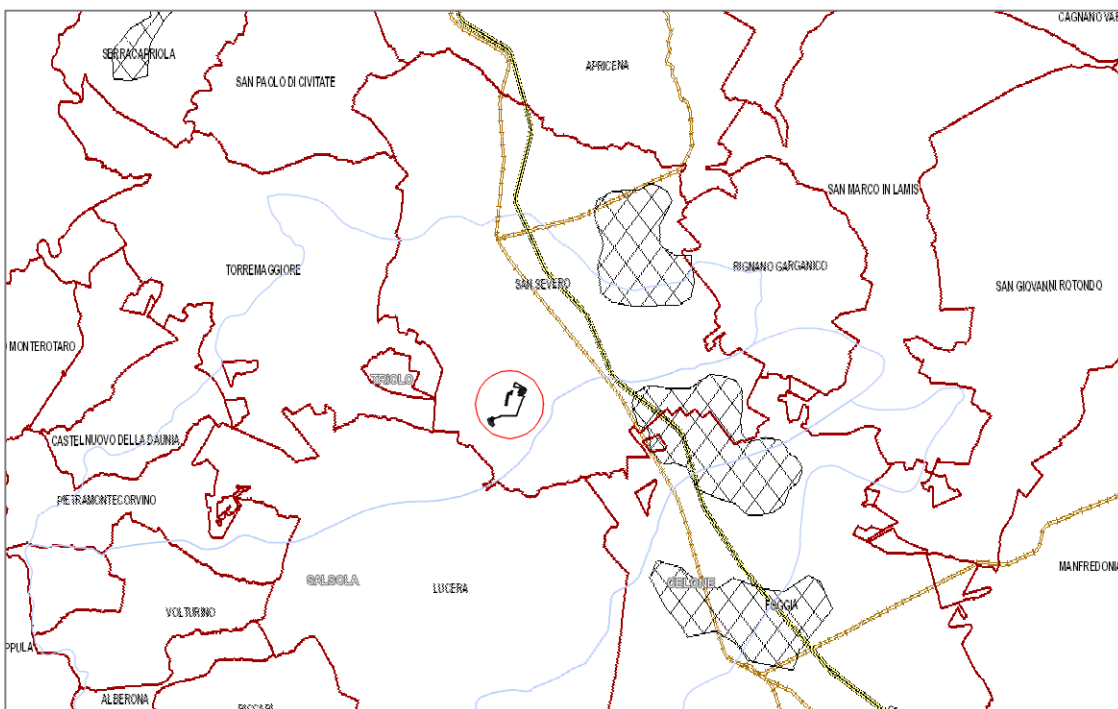 CAGNANO VAR
SERRACAPRIOLA
APRICENA
SAN PAOLO DI CIVITATE
SAN MARCO IN LAMIS
TORREMAGGIORE
RIGNANO GARGANICO
SAN SEVERO
SAN GIOVANNI ROTONDO
MONTEROTARO
TRIOLO
CASTELNUOVO DELLA DAUNIA
PIETRAMONTECORVINO
MANFREDONIA
SALSOLA
CELONE
LUCERA
FOGGIA
VOLTURINO
PPULA
ALBERONA